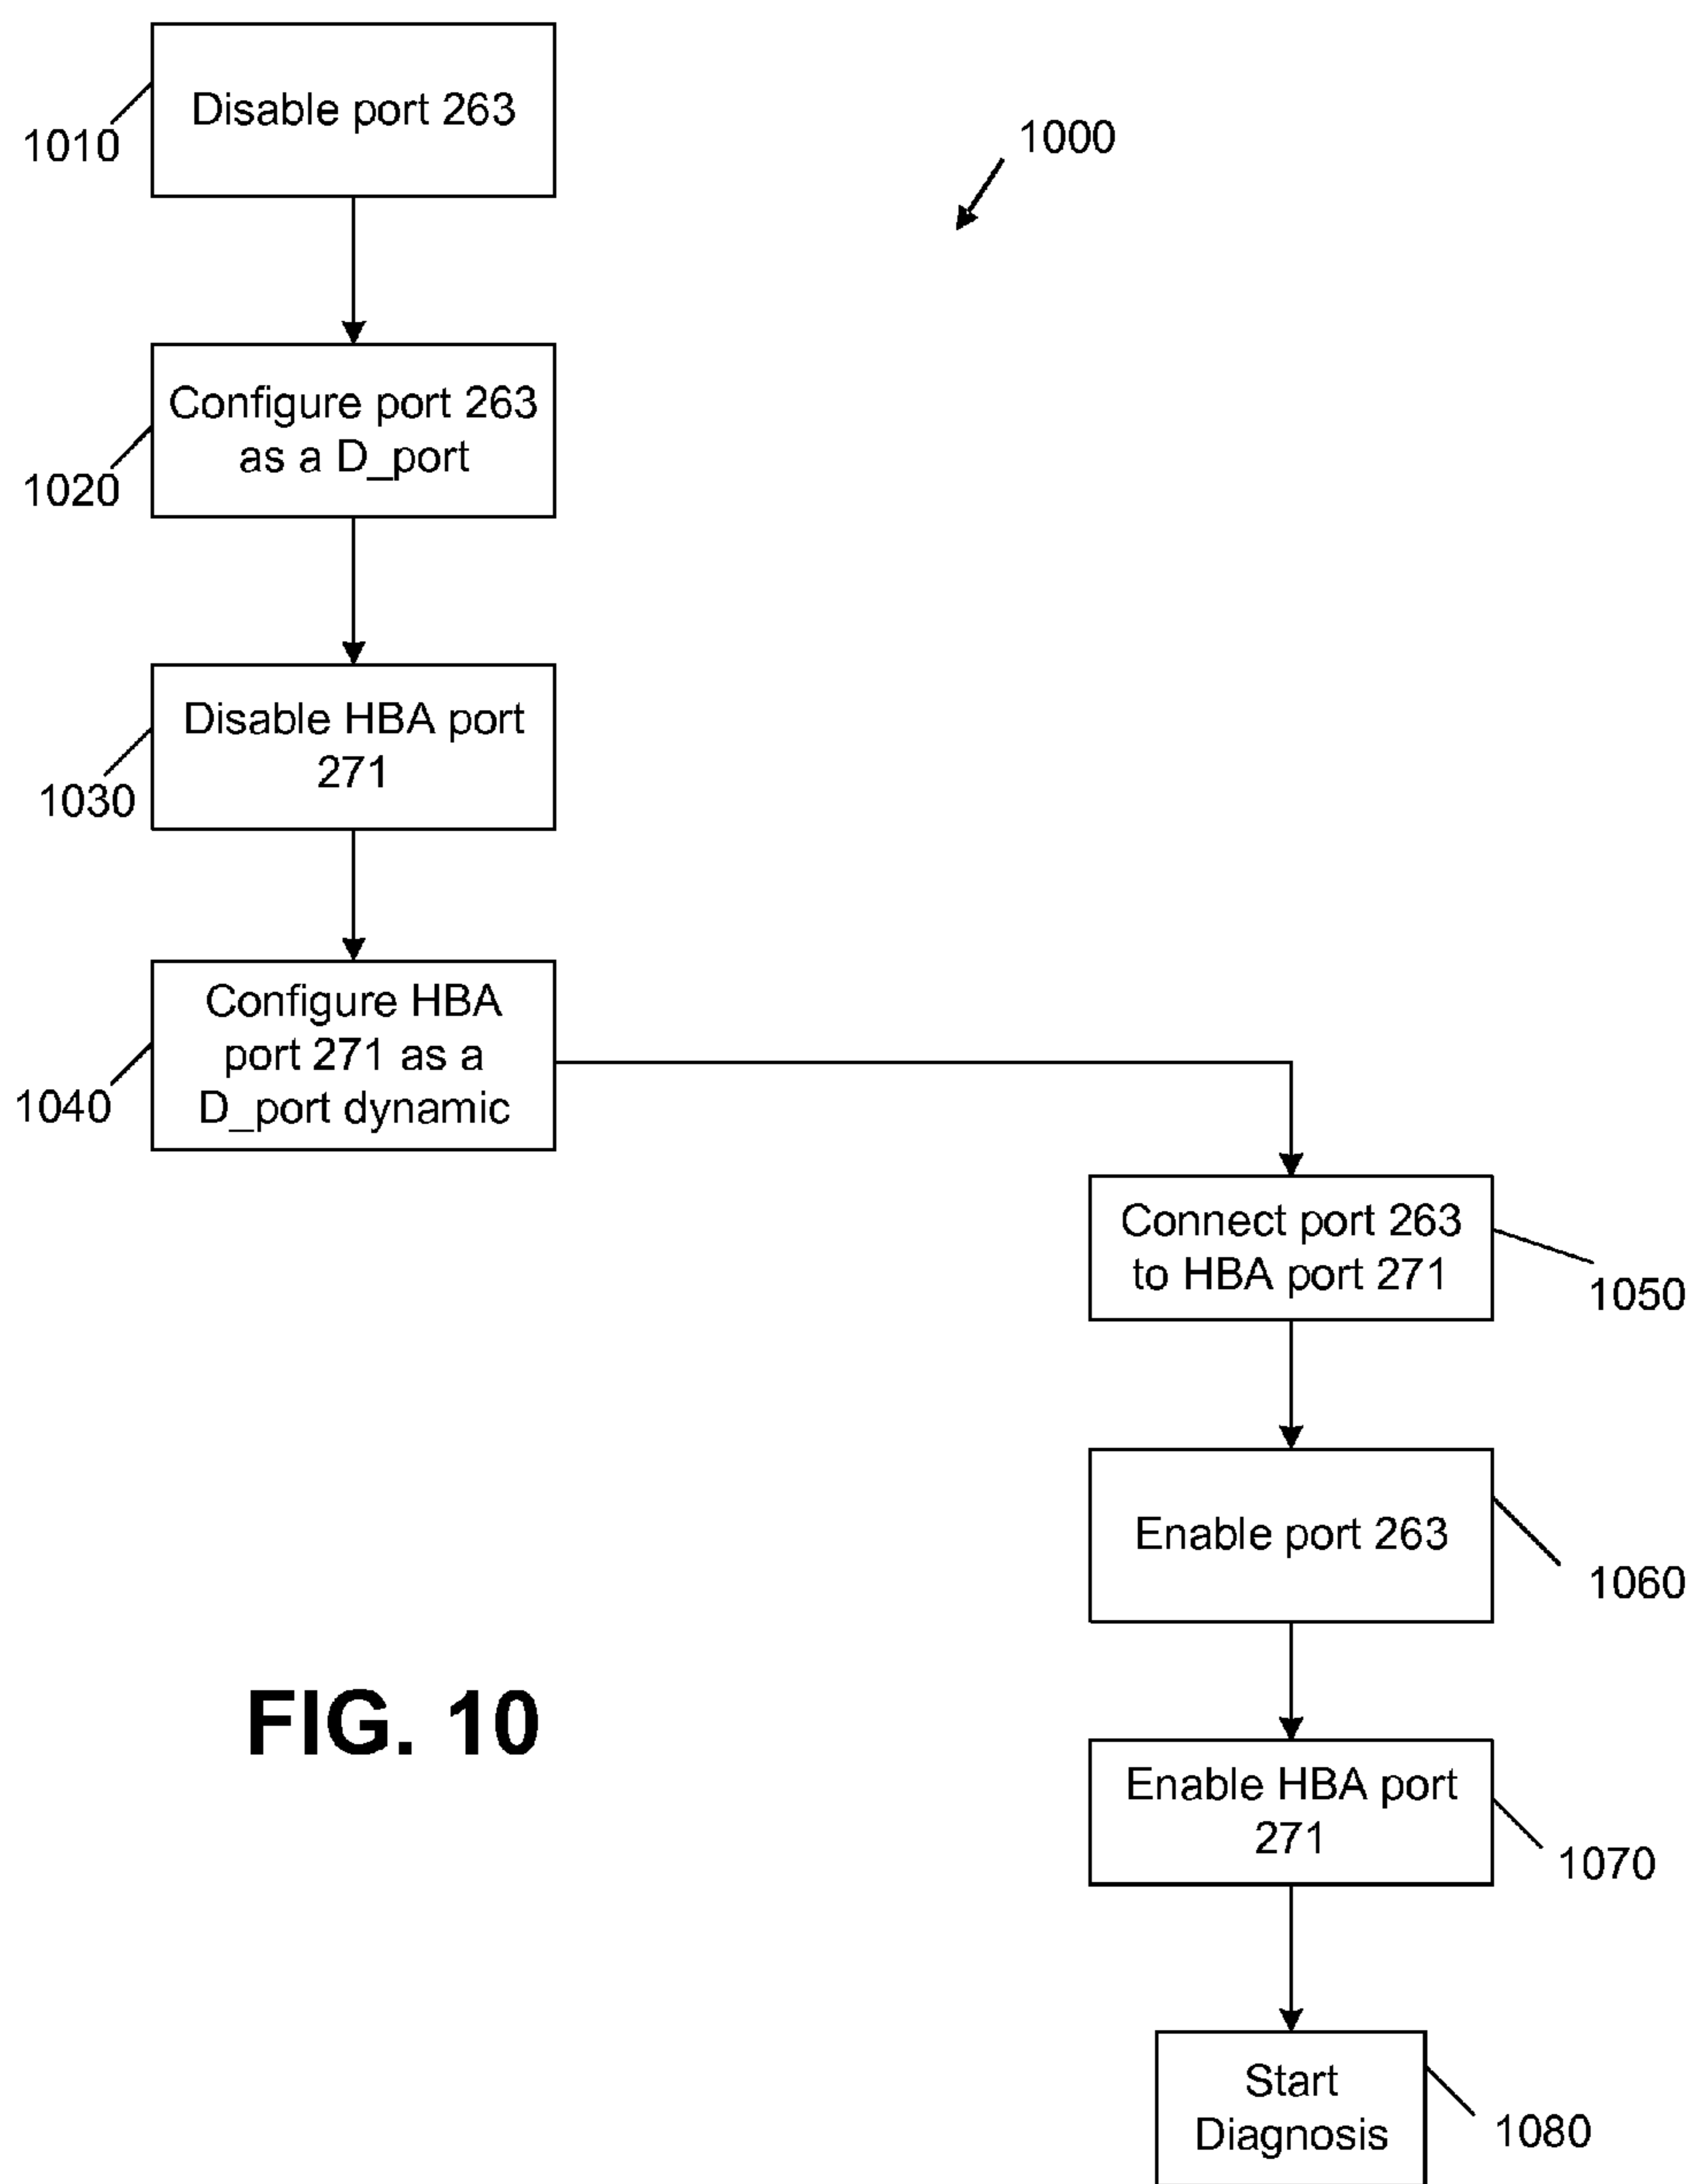 Disable port 263
1010
1000
Configure port 263
as a D_port
1020
Disable HBA port
271
1030
Configure HBA
port 271 as a
D_port dynamic
1040
Connect port 263
to HBA port 271
1050
Enable port 263
1060
Enable HBA port
271
1070
Start
Diagnosis
1080
FIG. 10